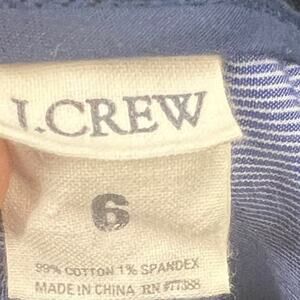 J.CREW
6
99% COTTON 1% SPANDEX
MADE IN CHINA RN #77388